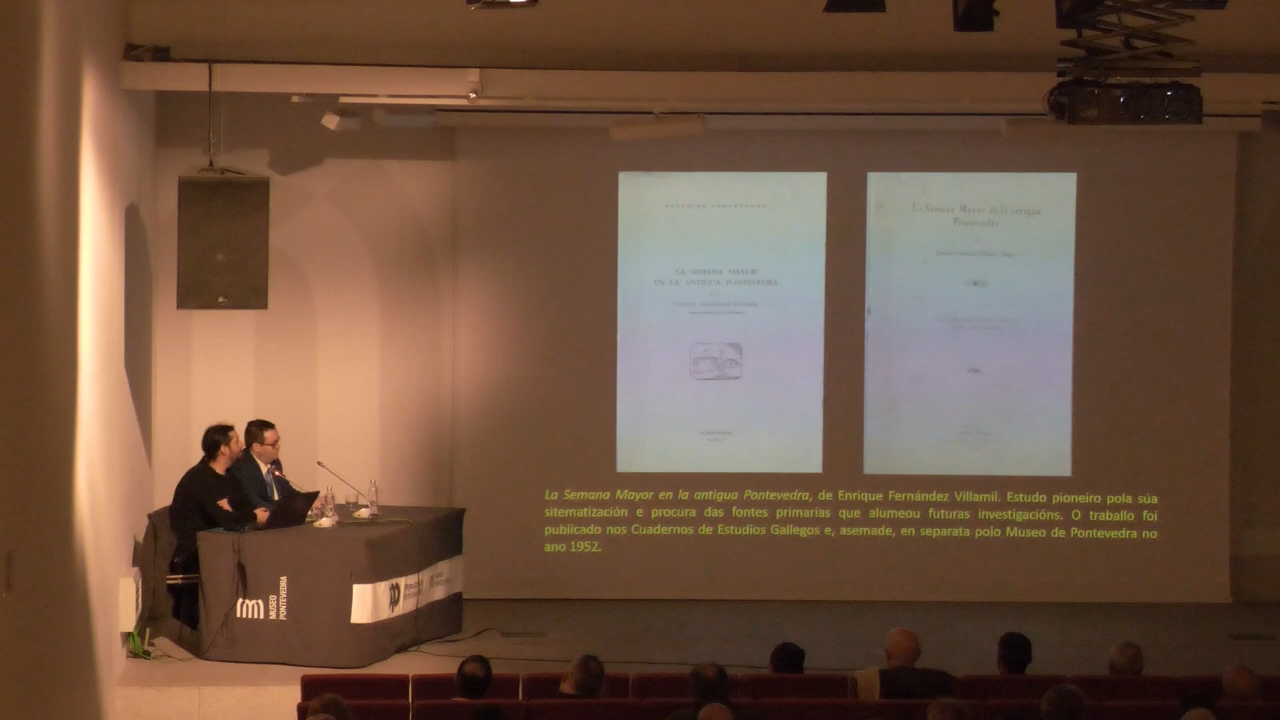 MUSEO DE PONTEVEDRA
LA SEMANA MAYOR
EN LA ANTIGUA PONTEVEDRA
La Semana Mayor de la antigua
Pontevedra
La Semana Mayor en la antigua Pontevedra, de Enrique Fernández Villamil. Estudo pioneiro pola súa
sitematización e procura das fontes primarias que alumeou futuras investigacións. O traballo foi
publicado nos Cuadernos de Estudios Gallegos e, asemade, en separata polo Museo de Pontevedra no
ano 1952.
MUSEO
PONTEVEDRA